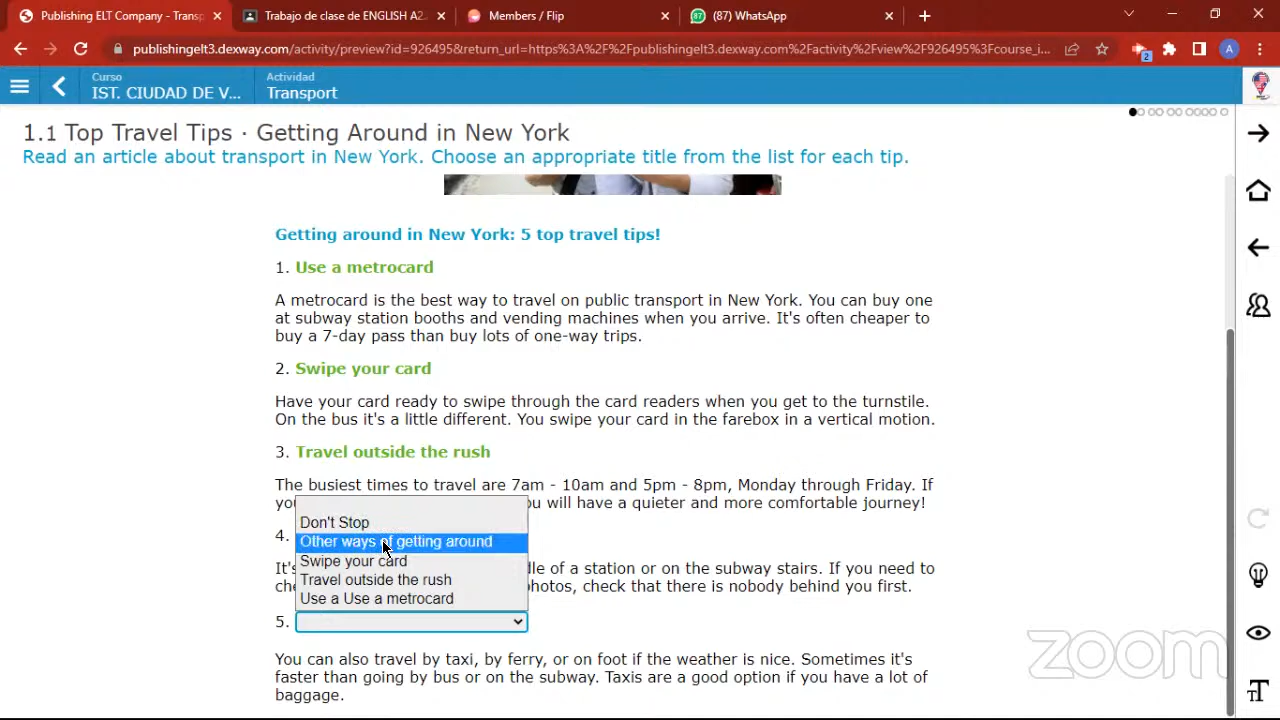 Publishing ELT Company - Transp
Trabajo de clase de ENGLISH A2
Members / Flip
(87) WhatsApp
publishingelt3.dexway.com/activity/preview?id=926495&return_url=https%3A%2F%2Fpublishingelt3.dexway.com%2Factivity%2Fview%2F926495%3Fcourse_i...
A
2
Curso
IST. CIUDAD DE V...
Actividad
Transport
1.1 Top Travel Tips · Getting Around in New York
Read an article about transport in New York. Choose an appropriate title from the list for each tip.
Getting around in New York: 5 top travel tips!
1. Use a metrocard
A metrocard is the best way to travel on public transport in New York. You can buy one
at subway station booths and vending machines when you arrive. It's often cheaper to
buy a 7-day pass than buy lots of one-way trips.
2. Swipe your card
Have your card ready to swipe through the card readers when you get to the turnstile.
On the bus it's a little different. You swipe your card in the farebox in a vertical motion.
3. Travel outside the rush
The busiest times to travel are 7am - 10am and 5pm - 8pm, Monday through Friday. If
yo
u will have a quieter and more comfortable journey!
Don't Stop
4.
Other ways of getting around
Swipe your card
It's
dle of a station or on the subway stairs. If you need to
Travel outside the rush
che
photos, check that there is nobody behind you first.
Use a Use a metrocard
5.
You can also travel by taxi, by ferry, or on foot if the weather is nice. Sometimes it's
faster than going by bus or on the subway. Taxis are a good option if you have a lot of
baggage.
zoom
TT